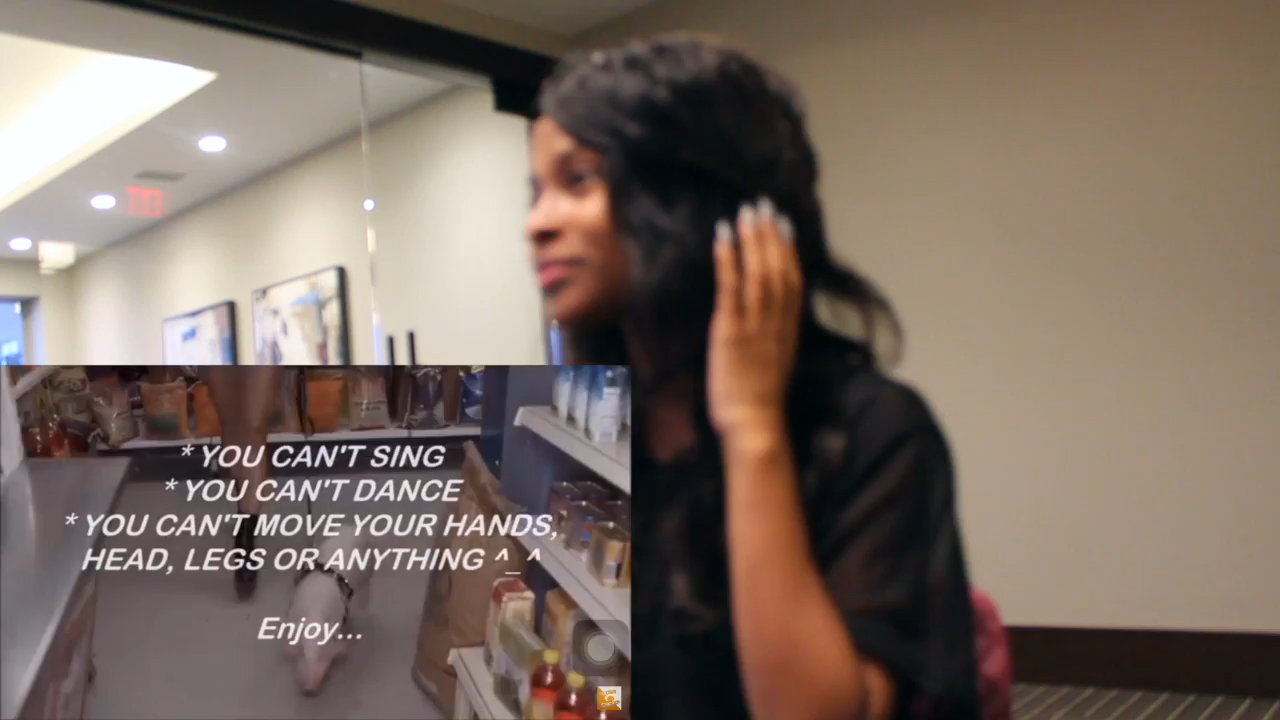 * YOU CAN'T SING
* YOU CAN'T DANCE
* YOU CAN'T MOVE YOUR HANDS,
HEAD, LEGS OR ANYTHING ^_^
Enjoy...